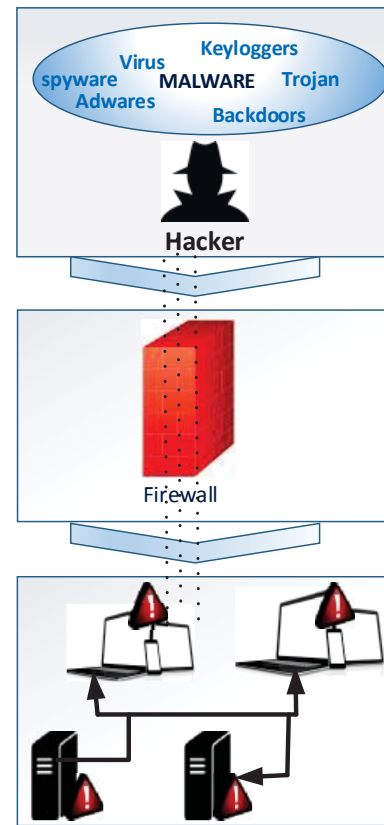 Keyloggers
Virus
spyware MALWARE Trojan
Adwares
Backdoors
Hacker
Firewall
!
!
!
!